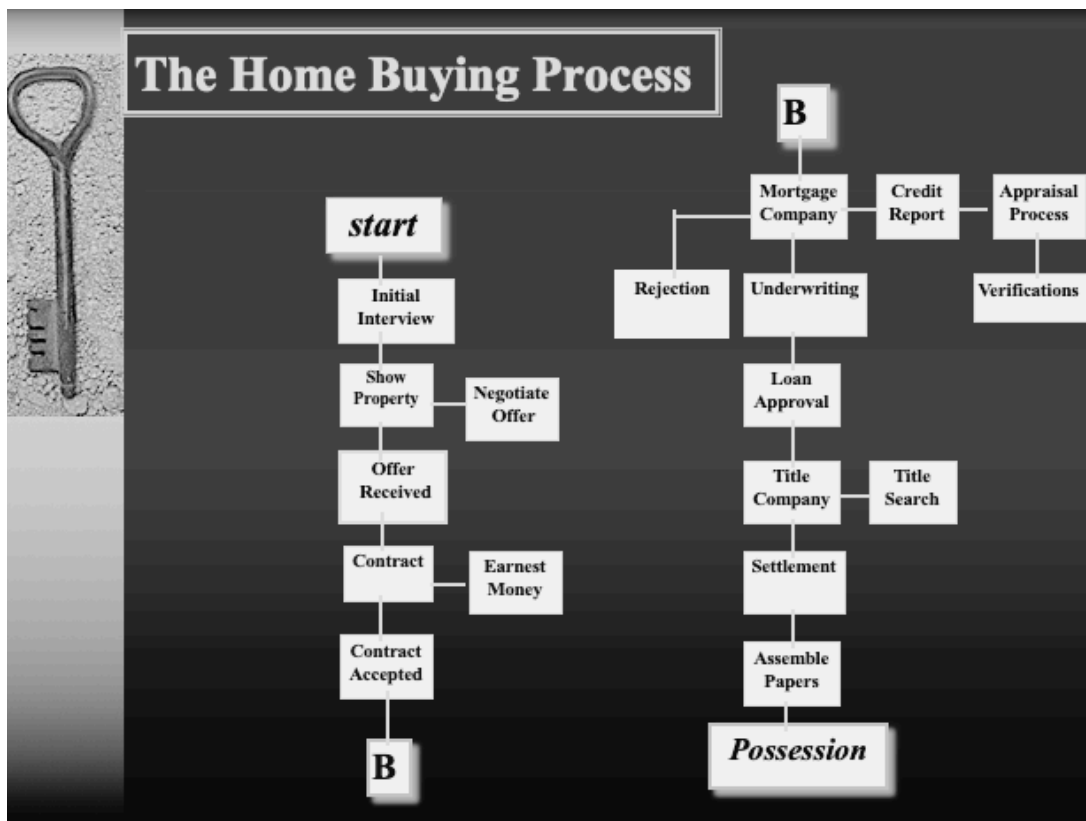 The Home Buying Process
start
Initial
Interview
Show
Property
Negotiate
Offer
Offer
Received
Contract
Earnest
Money
Contract
Accepted
B
B
Mortgage
Company
Credit
Report
Appraisal
Process
Rejection
Underwriting
Verifications
Loan
Approval
Title
Company
Title
Search
Settlement
Assemble
Papers
Possession